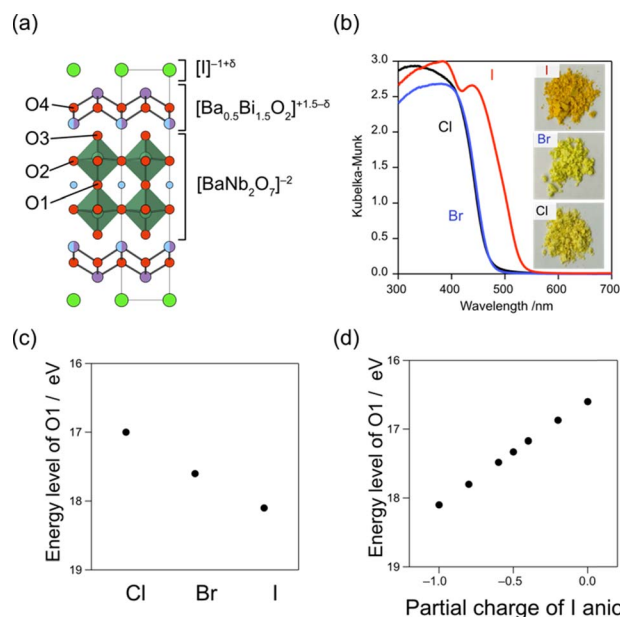 (a)
[I]−1+δ
O4
[Ba0.5Bi1.5O2]+1.5−δ
O3
O2
[BaNb2O7]−2
O1
(b)
Kubelka-Munk
3.0
2.5
2.0
1.5
1.0
0.5
0.0
I
Cl
Br
I
Br
Cl
300 400 500 600 700
Wavelength /nm
(c)
Energy level of O1 / eV
16
17
18
19
Cl Br I
(d)
Energy level of O1 / eV
16
17
18
19
−1.0 −0.5 0.0
Partial charge of I anio